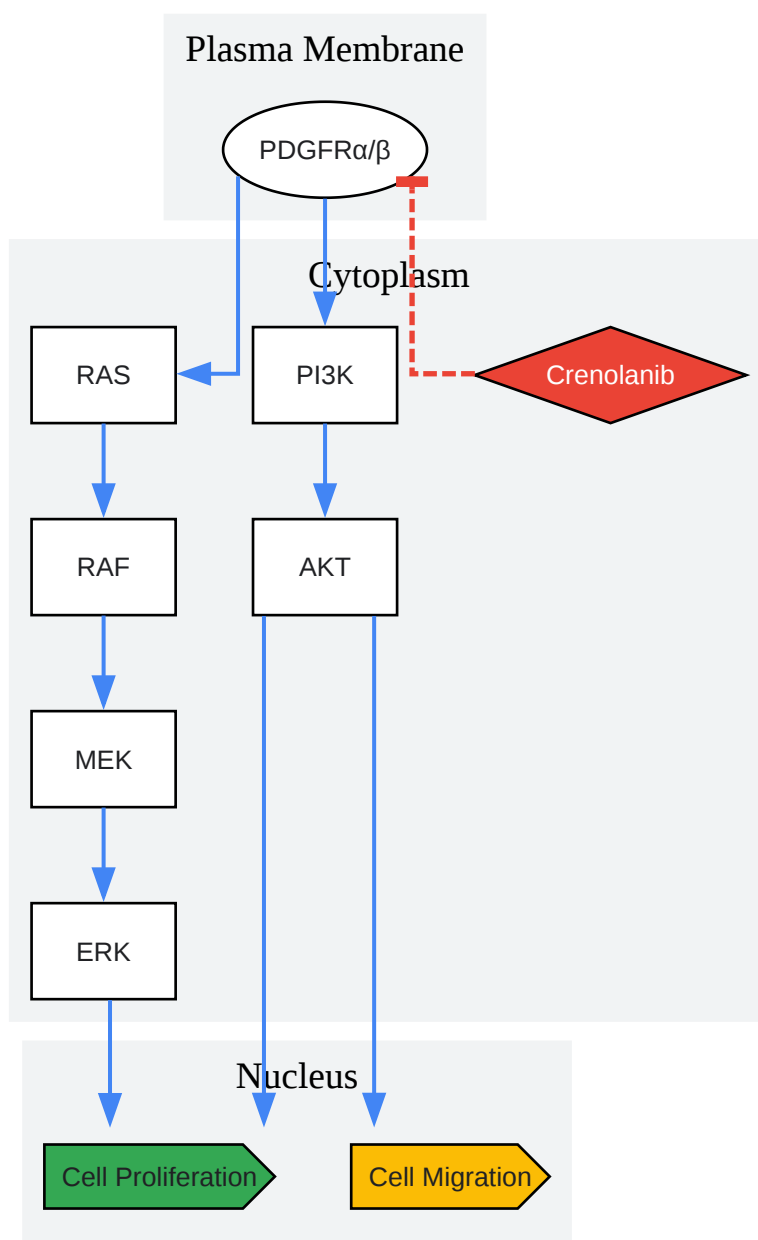 Plasma Membrane
PDGFRα/β
Cytoplasm
RAS
PI3K
Crenolanib
RAF
AKT
MEK
ERK
Nucleus
Cell Proliferation
Cell Migration